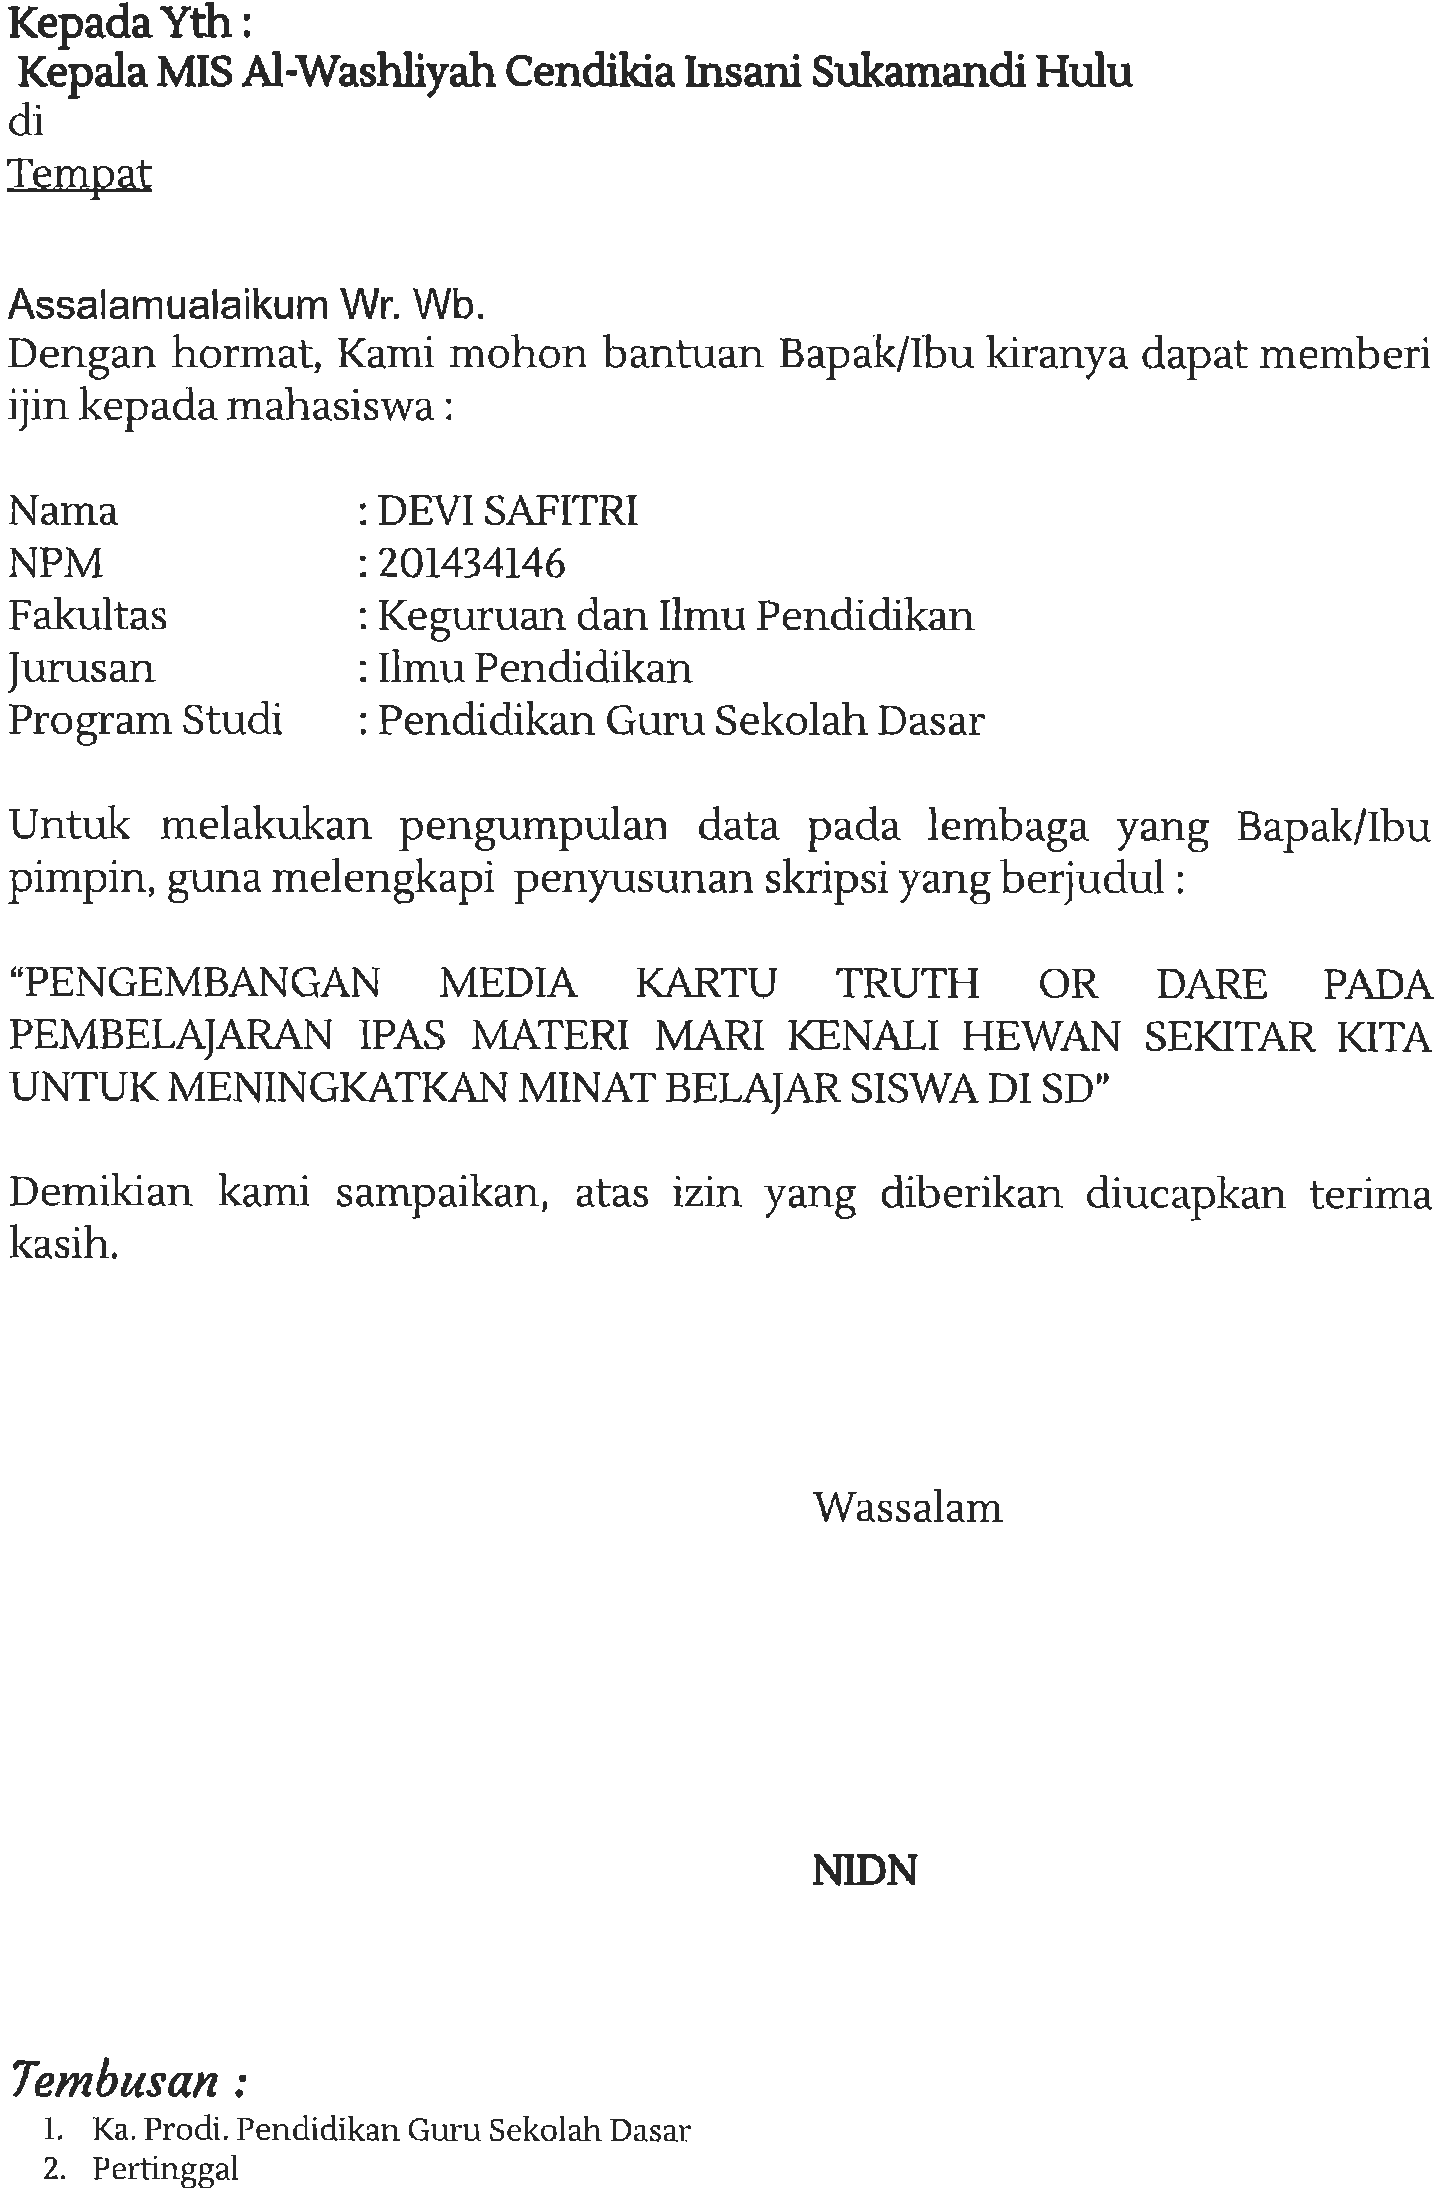 Kepada Yth :
Kepala MIS Al-Washliyah Cendikia Insani Sukamandi Hulu
di
Tempat
Assalamualaikum Wr. Wb.
Dengan hormat, Kami mohon bantuan Bapak/Ibu kiranya dapat memberi
ijin kepada mahasiswa :
Nama : DEVI SAFITRI
NPM : 201434146
Fakultas : Keguruan dan Ilmu Pendidikan
Jurusan : Ilmu Pendidikan
Program Studi : Pendidikan Guru Sekolah Dasar
Untuk melakukan pengumpulan data pada lembaga yang Bapak/Ibu
pimpin, guna melengkapi penyusunan skripsi yang berjudul :
“PENGEMBANGAN MEDIA KARTU TRUTH OR DARE PADA
PEMBELAJARAN IPAS MATERI MARI KENALI HEWAN SEKITAR KITA
UNTUK MENINGKATKAN MINAT BELAJAR SISWA DI SD”
Demikian kami sampaikan, atas izin yang diberikan diucapkan terima
kasih.
Wassalam
NIDN
Tembusan :
1. Ka. Prodi. Pendidikan Guru Sekolah Dasar
2. Pertinggal